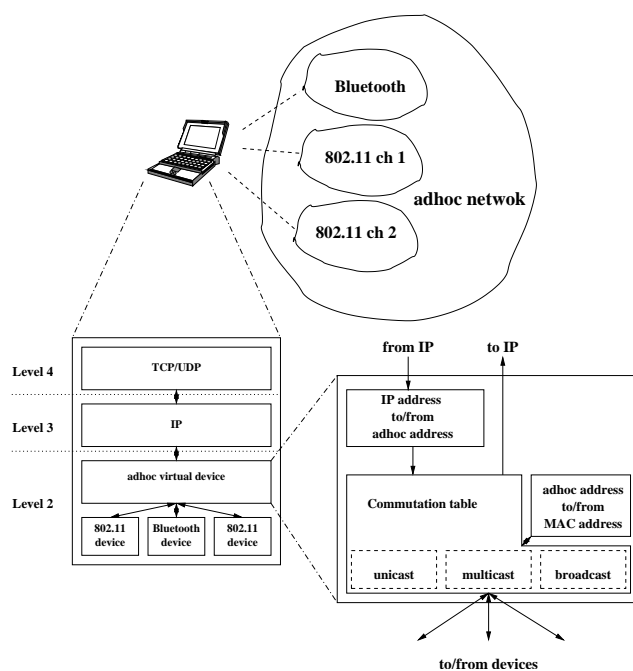 Bluetooth
802.11 ch 1
adhoc netwok
802.11 ch 2
from IP
to IP
Level 4
TCP/UDP
IP address
to/from
adhoc address
Level 3
IP
adhoc virtual device
Level 2
Commutation table
adhoc address
to/from
MAC address
802.11
device
Bluetooth
device
802.11
device
unicast
multicast
broadcast
to/from devices